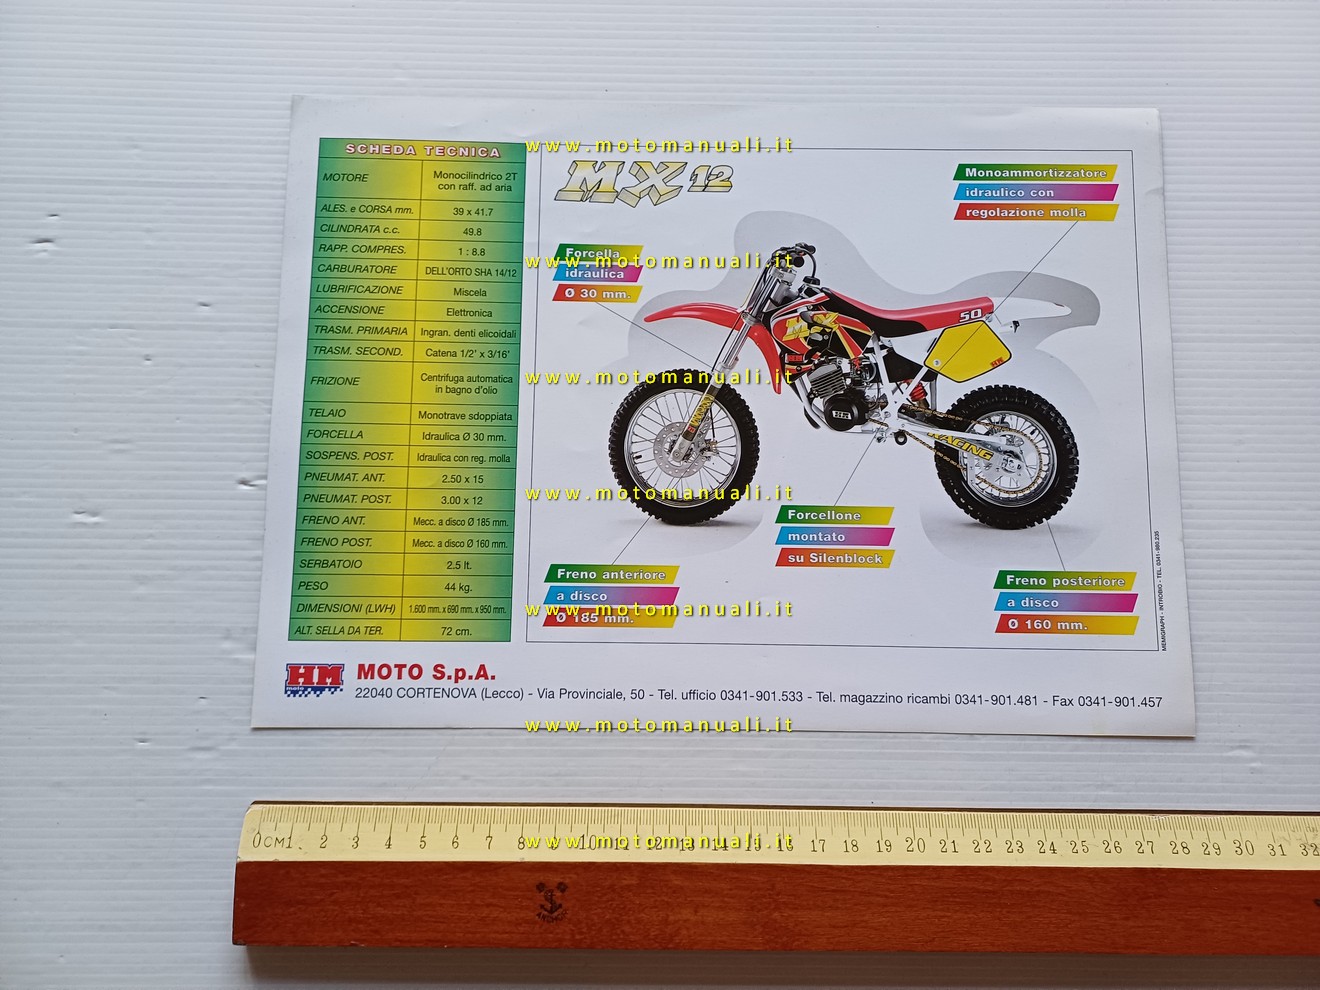 SCHEDA TECNICA
MOTORE Monocilindrico 2T
con raff. ad aria
ALES. e CORSA mm. 39 x 41.7
CILINDRATA c.c. 49.8
RAPP. COMPRES. 1 : 8.8
CARBURATORE DELL'ORTO SHA 14/12
LUBRIFICAZIONE Miscela
ACCENSIONE Elettronica
TRASM. PRIMARIA Ingran. denti elicoidali
TRASM. SECOND. Catena 1/2' x 3/16'
FRIZIONE Centrifuga automatica
in bagno d'olio
TELAIO Monotrave sdoppiata
FORCELLA Idraulica Ø 30 mm.
SOSPENS. POST. Idraulica con reg. molla
PNEUMAT. ANT. 2.50 x 15
PNEUMAT. POST. 3.00 x 12
FRENO ANT. Mecc. a disco Ø 185 mm.
FRENO POST. Mecc. a disco Ø 160 mm.
SERBATOIO 2.5 lt.
PESO 44 kg.
DIMENSIONI (LWH) 1.600 mm. x 690 mm. x 950 mm.
ALT. SELLA DA TER. 72 cm.
www.motomanuali.it
MX 12
Monoammortizzatore
idraulico con
regolazione molla
Forcella
idraulica
Ø 30 mm.
www.motomanuali.it
50
MX
HM
HM
RACING
www.motomanuali.it
www.motomanuali.it
Forcellone
montato
su Silenblock
Freno anteriore
a disco
Ø 185 mm.
www.motomanuali.it
Freno posteriore
a disco
Ø 160 mm.
MEMIGRAPH - INTROBIO - TEL. 0341-980.235
HM
moto
MOTO S.p.A.
22040 CORTENOVA (Lecco) - Via Provinciale, 50 - Tel. ufficio 0341-901.533 - Tel. magazzino ricambi 0341-901.481 - Fax 0341-901.457
www.motomanuali.it
0CM1. 2 3 4 5 6 7 8 10 11 12 13 14 15 16 17 18 19 20 21 22 23 24 25 26 27 28 29 30 31 32
www.motomanuali.it